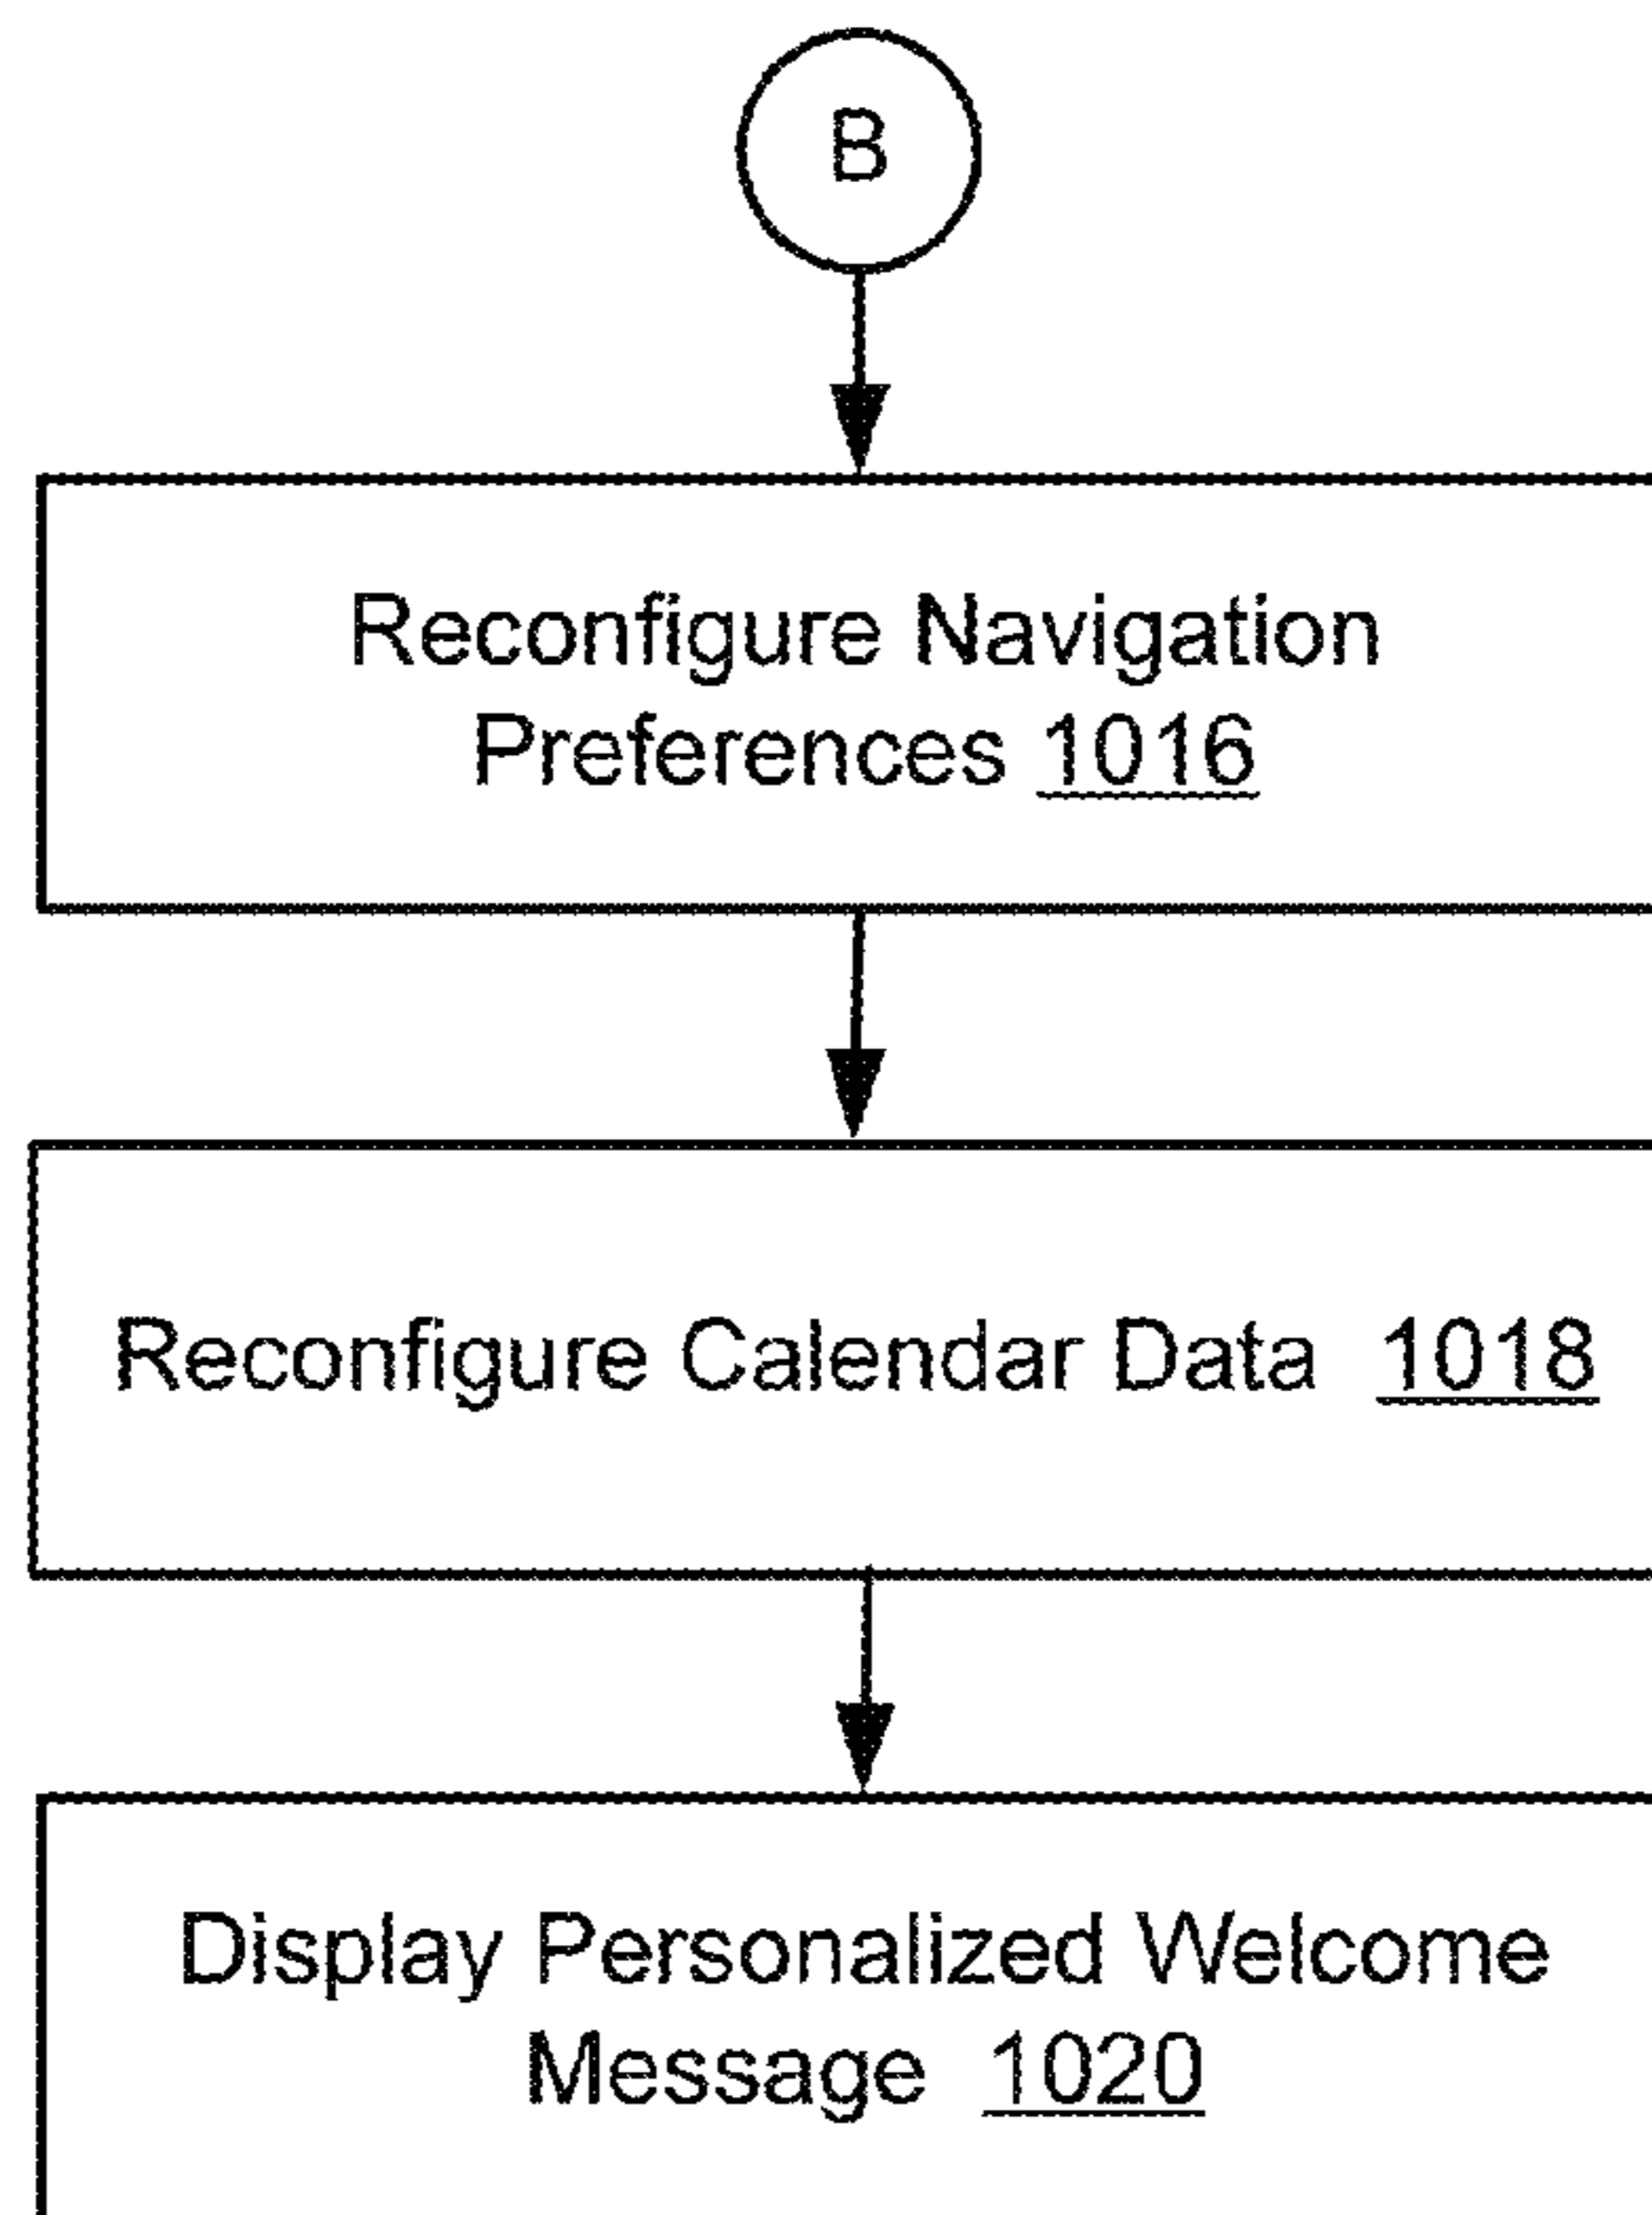 B
Reconfigure Navigation
Preferences 1016
Reconfigure Calendar Data 1018
Display Personalized Welcome
Message 1020